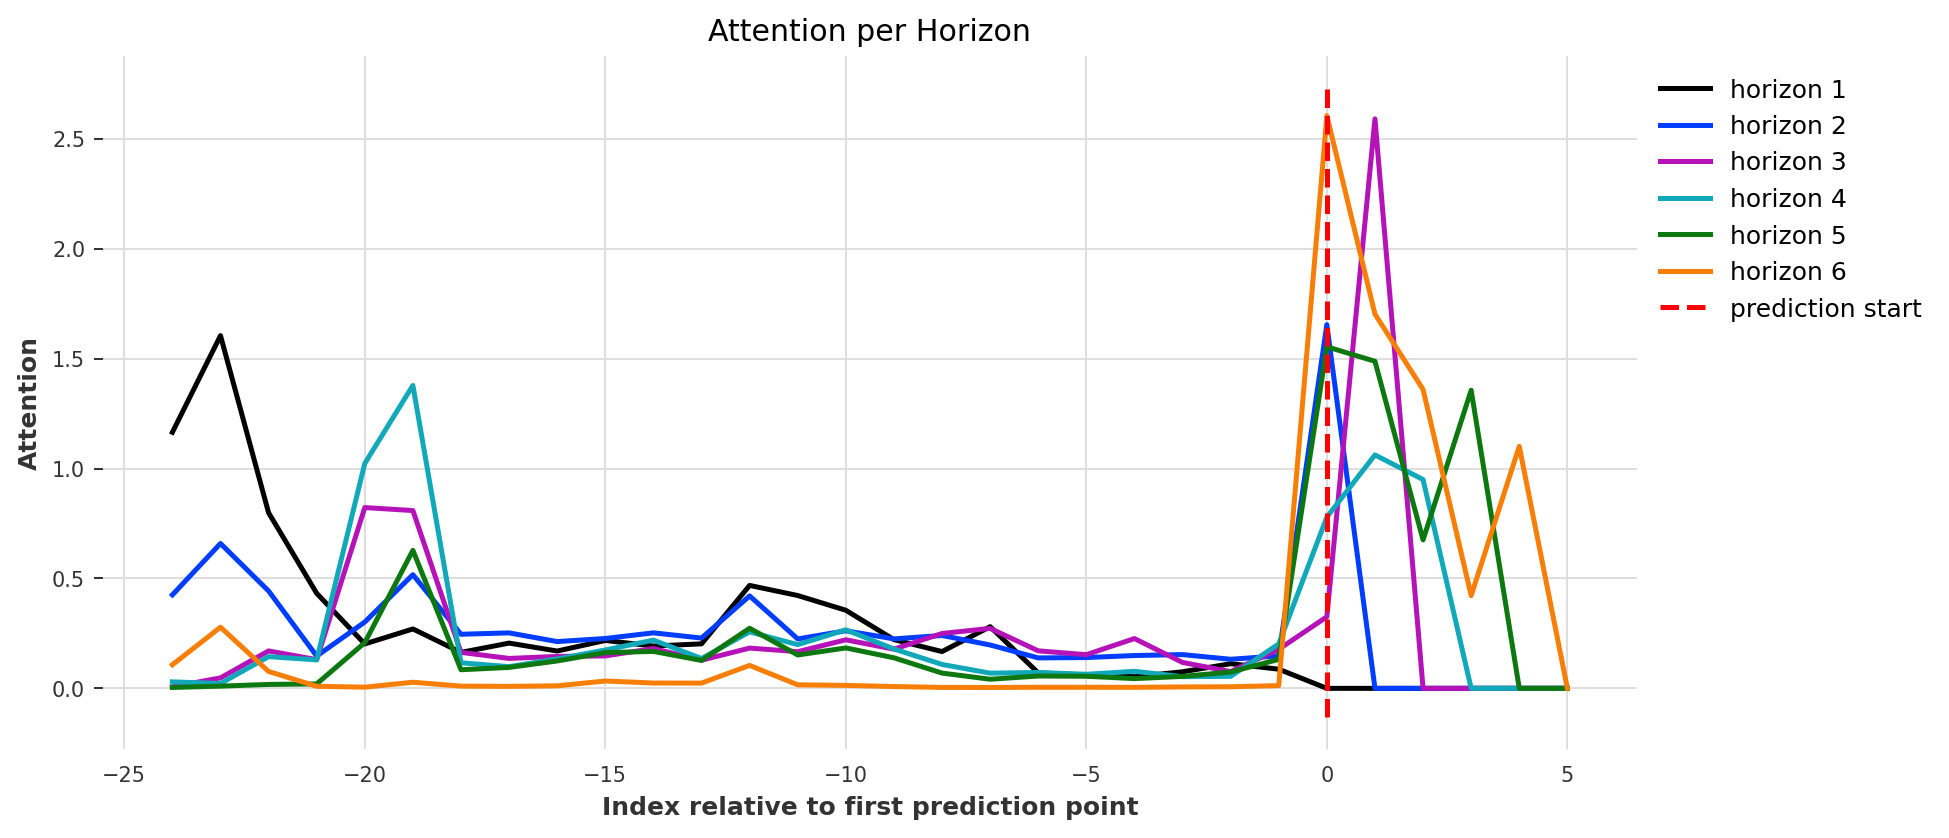 Attention per Horizon
Attention
2.5
2.0
1.5
1.0
0.5
0.0
−25
−20
−15
−10
−5
0
5
Index relative to first prediction point
horizon 1
horizon 2
horizon 3
horizon 4
horizon 5
horizon 6
prediction start